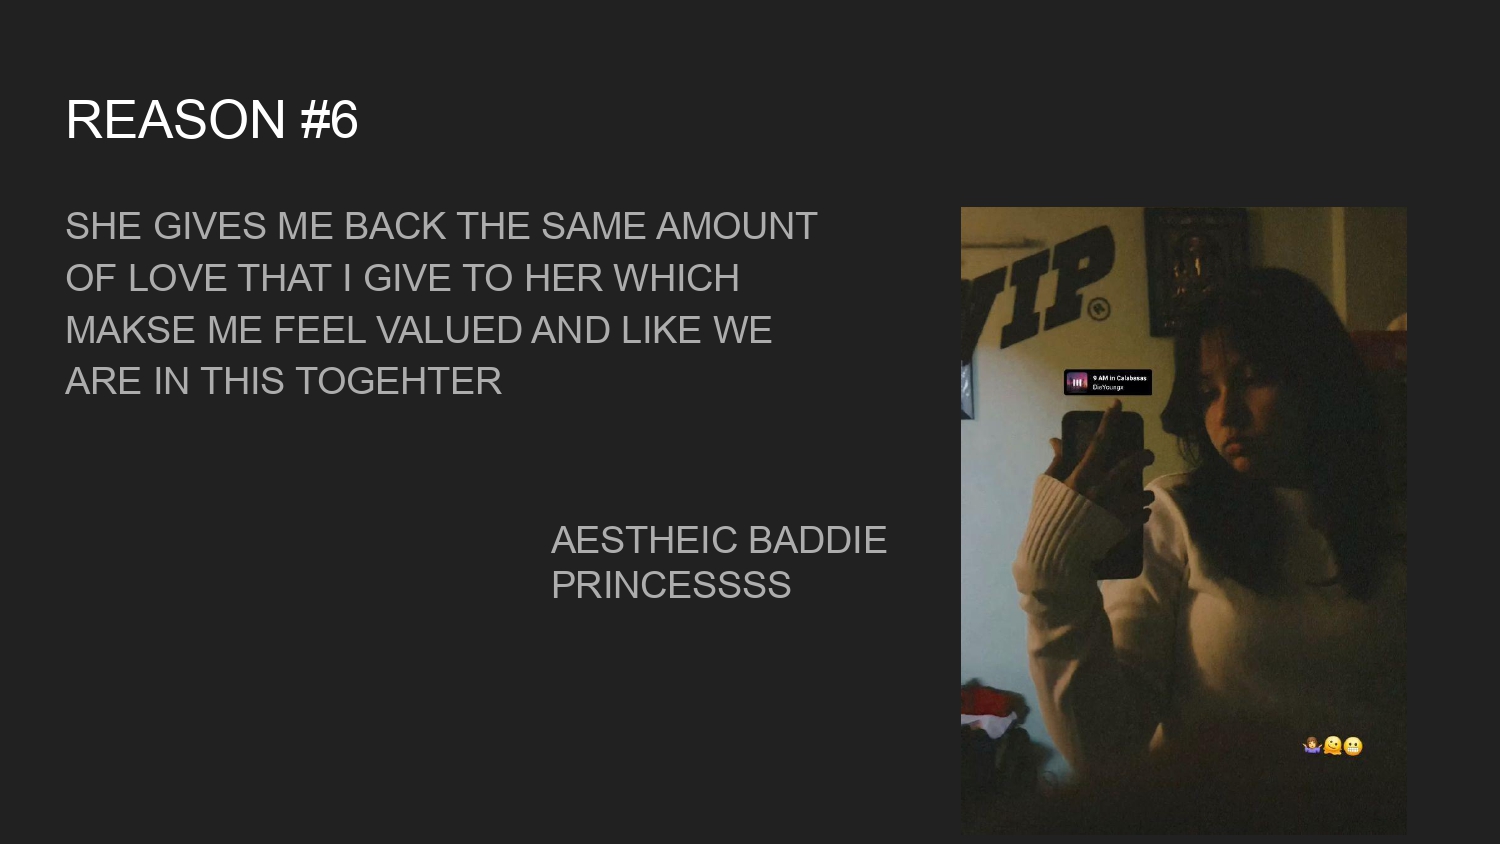 REASON #6
SHE GIVES ME BACK THE SAME AMOUNT
OF LOVE THAT I GIVE TO HER WHICH
MAKSE ME FEEL VALUED AND LIKE WE
ARE IN THIS TOGEHTER
AESTHEIC BADDIE
PRINCESSSS
VIP®
9 AM in Calabasas
DieYoungx